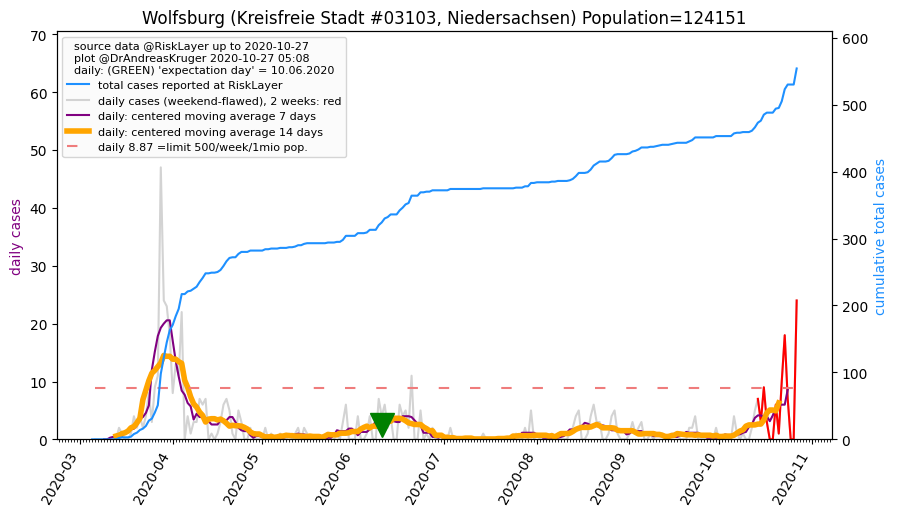 Wolfsburg (Kreisfreie Stadt #03103, Niedersachsen) Population=124151
source data @RiskLayer up to 2020-10-27
plot @DrAndreasKruger 2020-10-27 05:08
daily: (GREEN) 'expectation day' = 10.06.2020
total cases reported at RiskLayer
daily cases (weekend-flawed), 2 weeks: red
daily: centered moving average 7 days
daily: centered moving average 14 days
daily 8.87 =limit 500/week/1mio pop.
daily cases
70
60
50
40
30
20
10
0
cumulative total cases
600
500
400
300
200
100
0
2020-03
2020-04
2020-05
2020-06
2020-07
2020-08
2020-09
2020-10
2020-11